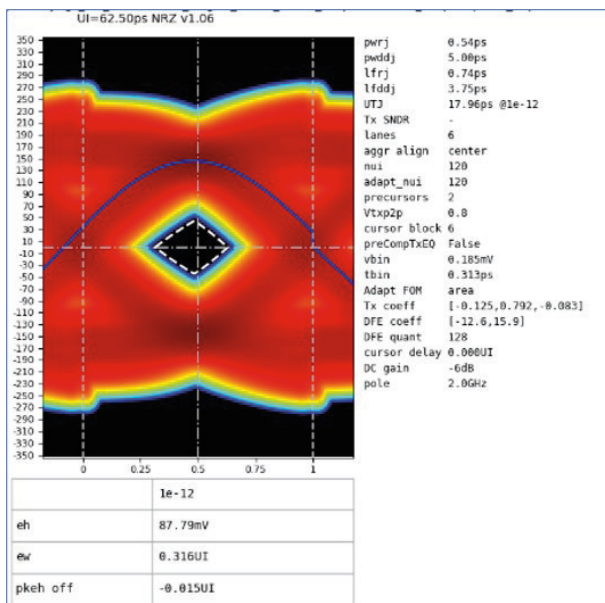 UI=62.50ps NRZ v1.06
350
330
310
290
270
250
230
210
190
170
150
130
110
90
70
50
30
10
-10
-30
-50
-70
-90
-110
-130
-150
-170
-190
-210
-230
-250
-270
-290
-310
-330
-350
0
0.25
0.5
0.75
1
pwrj 0.54ps
pwddj 5.00ps
lfrj 0.74ps
lfddj 3.75ps
UTJ 17.96ps @1e-12
Tx SNDR -
lanes 6
aggr align center
nui 120
adapt_nui 120
precursors 2
Vtxp2p 0.8
cursor block 6
preCompTxEQ False
vbin 0.185mV
tbin 0.313ps
Adapt FOM area
Tx coeff [-0.125,0.792,-0.083]
DFE coeff [-12.6,15.9]
DFE quant 128
cursor delay 0.000UI
DC gain -6dB
pole 2.0GHz
1e-12
eh 87.79mV
ew 0.316UI
pkeh off -0.015UI